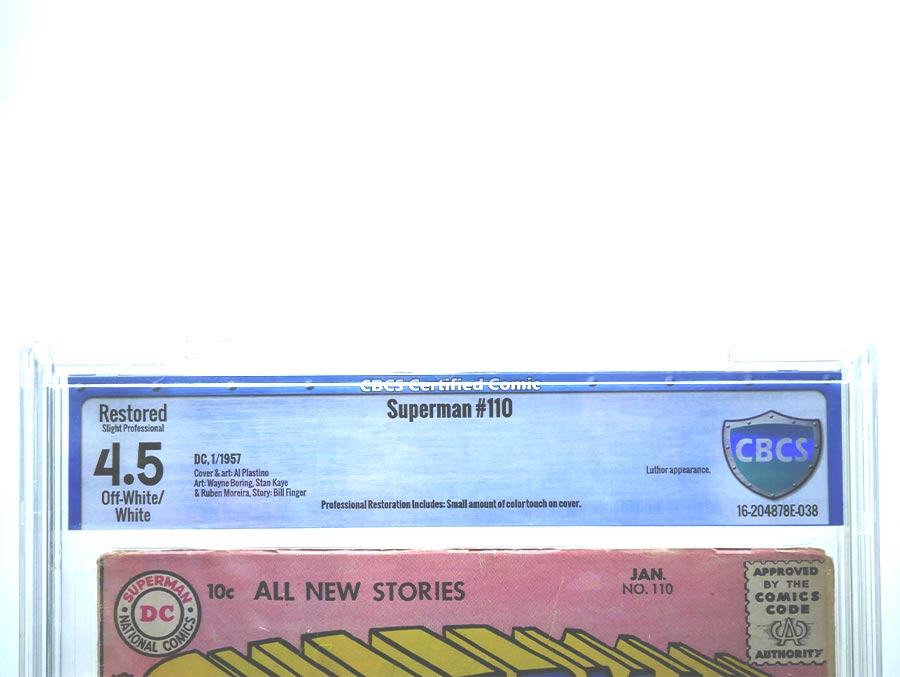 CBCS Certified Comic
Restored
Slight Professional
4.5
Off-White/
White
Superman #110
DC, 1/1957
Cover & art: Al Plastino
Art: Wayne Boring, Stan Kaye
& Ruben Moreira, Story: Bill Finger
Professional Restoration Includes: Small amount of color touch on cover.
Luthor appearance.
CBCS
16-204878E-038
SUPERMAN
DC
NATIONAL COMICS
10c ALL NEW STORIES
JAN.
NO. 110
APPROVED
BY THE
COMICS
CODE
AUTHORITY